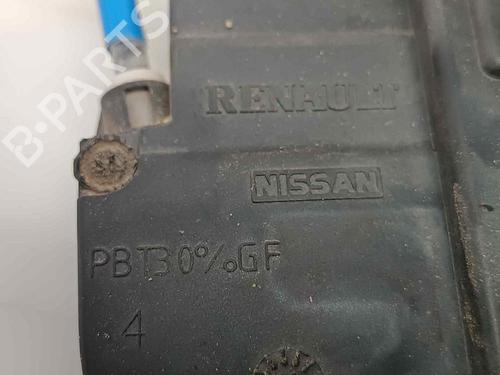 B-PARTS
RENAULT
NISSAN
PBT30%GF
4